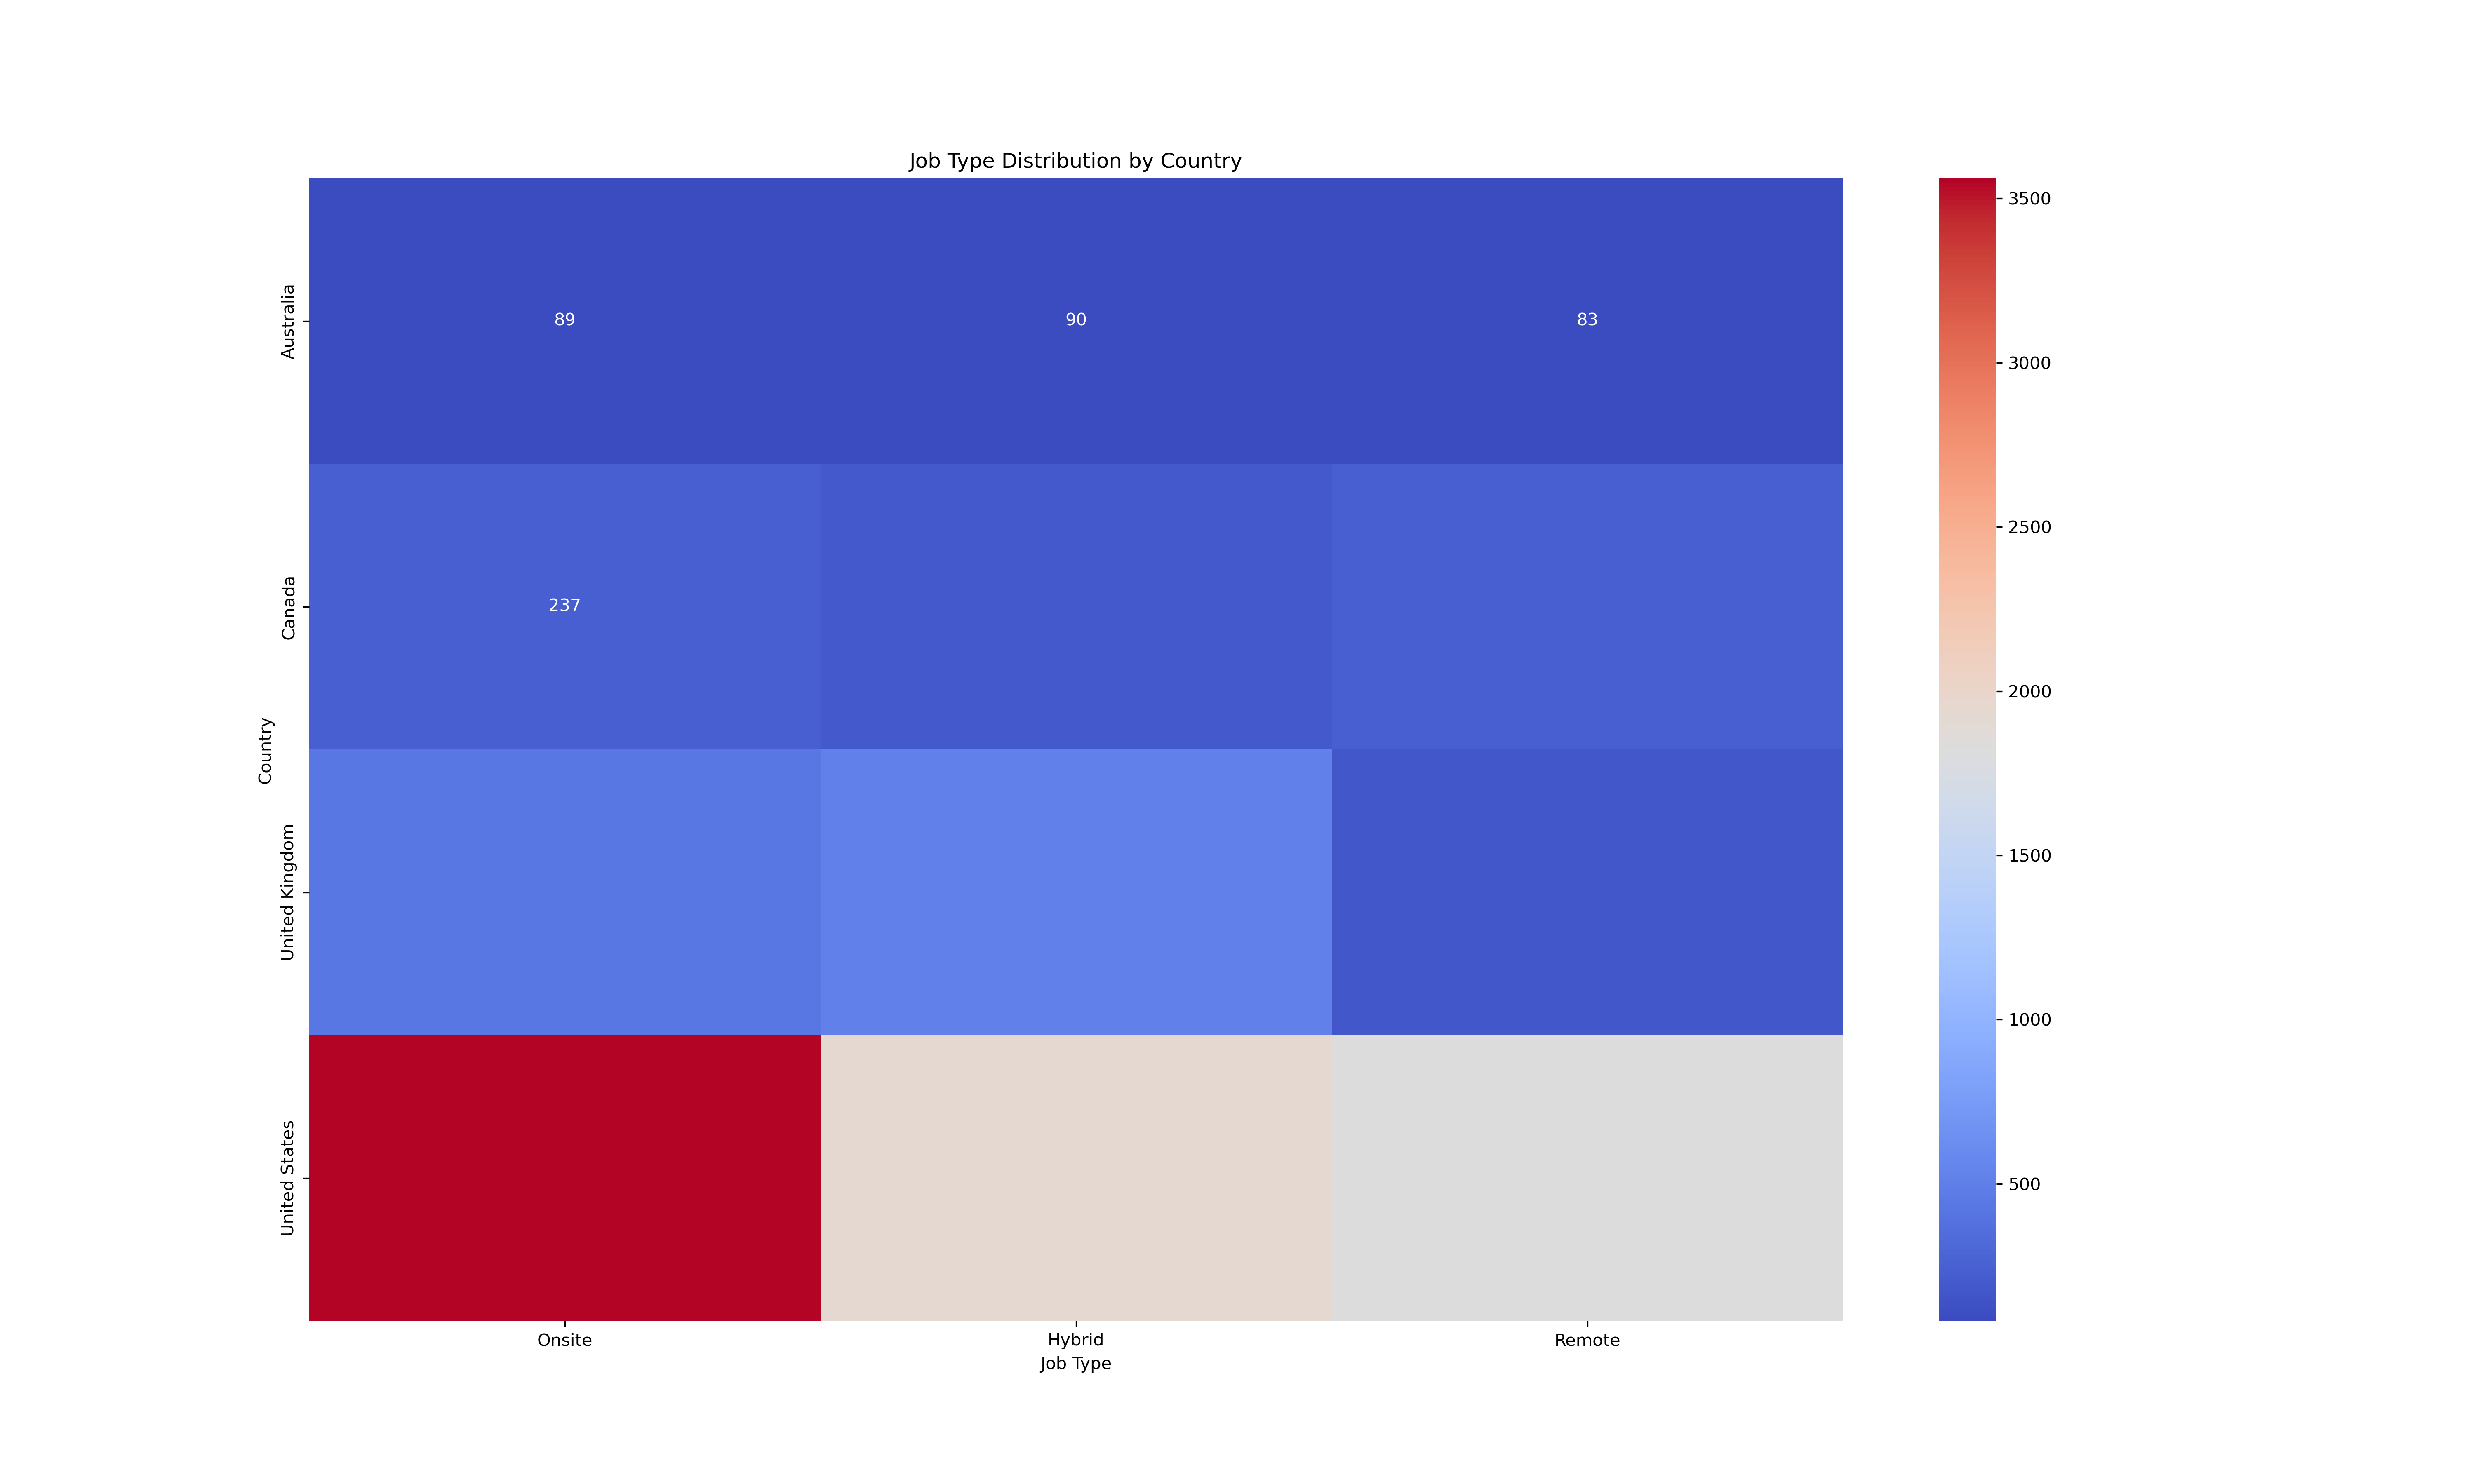 Job Type Distribution by Country
Country
Australia
89
90
83
Canada
237
United Kingdom
United States
Onsite
Hybrid
Remote
Job Type
3500
3000
2500
2000
1500
1000
500